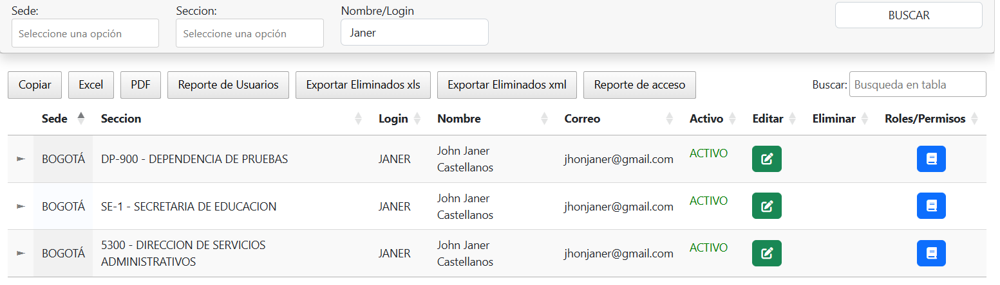 Sede: Seccion: Nombre/Login
Seleccione una opción Seleccione una opción Janer BUSCAR
Copiar Excel PDF Reporte de Usuarios Exportar Eliminados xls Exportar Eliminados xml Reporte de acceso Buscar: Busqueda en tabla
Sede Seccion Login Nombre Correo Activo Editar Eliminar Roles/Permisos
BOGOTÁ DP-900 - DEPENDENCIA DE PRUEBAS JANER John Janer jhonjaner@gmail.com ACTIVO
Castellanos
BOGOTÁ SE-1 - SECRETARIA DE EDUCACION JANER John Janer jhonjaner@gmail.com ACTIVO
Castellanos
BOGOTÁ 5300 - DIRECCION DE SERVICIOS JANER John Janer jhonjaner@gmail.com ACTIVO
ADMINISTRATIVOS Castellanos